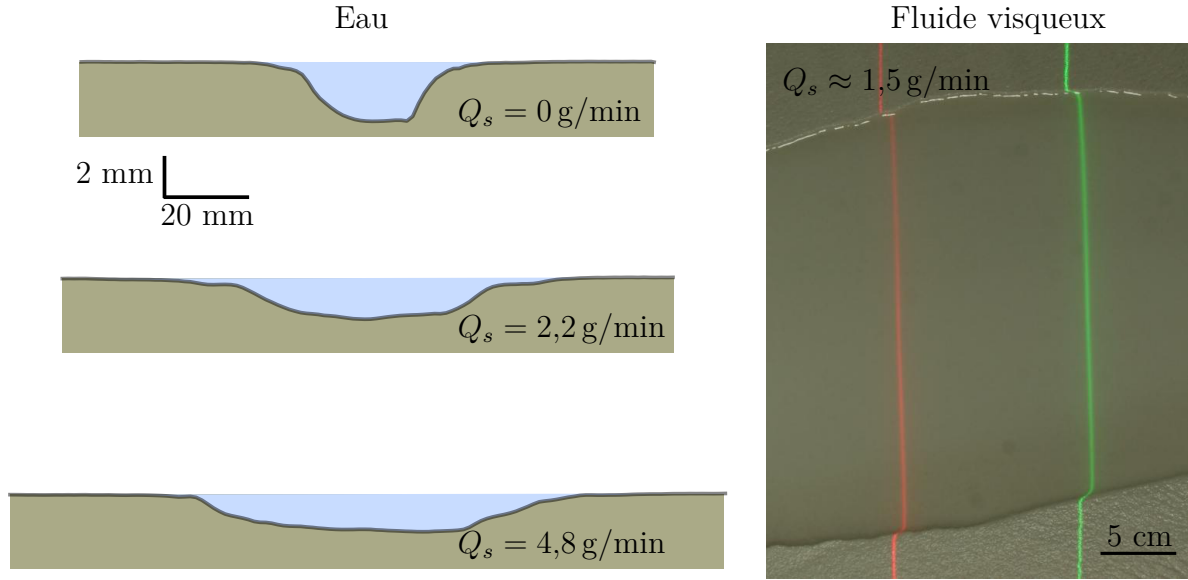 Eau
Q_s = 0 g/min
2 mm
20 mm
Q_s = 2,2 g/min
Q_s = 4,8 g/min
Fluide visqueux
Q_s ≈ 1,5 g/min
5 cm